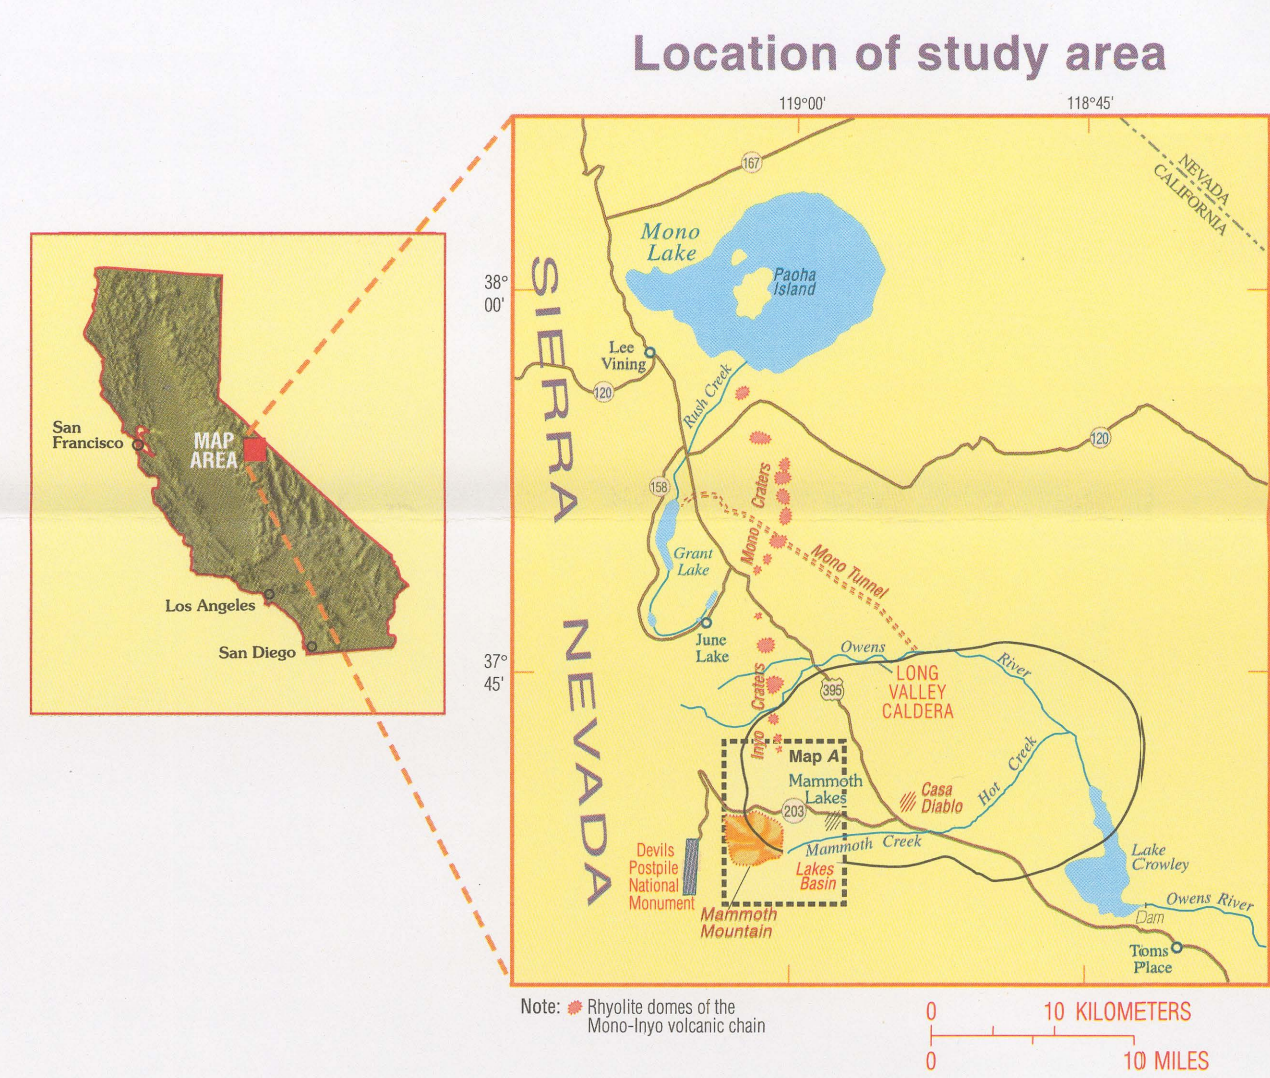 Location of study area
119°00'
118°45'
167
NEVADA
CALIFORNIA
Mono
Lake
Paoha
Island
38°
00'
SIERRA
NEVADA
Lee
Vining
120
Rush Creek
120
San
Francisco
MAP
AREA
158
Mono Craters
Mono Tunnel
Grant
Lake
Los Angeles
San Diego
June
Lake
37°
45'
Owens
River
LONG
VALLEY
CALDERA
395
Inyo Craters
Map A
Mammoth
Lakes
203
Casa
Diablo
Hot Creek
Mammoth Creek
Lakes
Basin
Devils
Postpile
National
Monument
Mammoth
Mountain
Lake
Crowley
Owens River
Dam
Toms
Place
Note: Rhyolite domes of the
Mono-Inyo volcanic chain
0 10 KILOMETERS
0 10 MILES